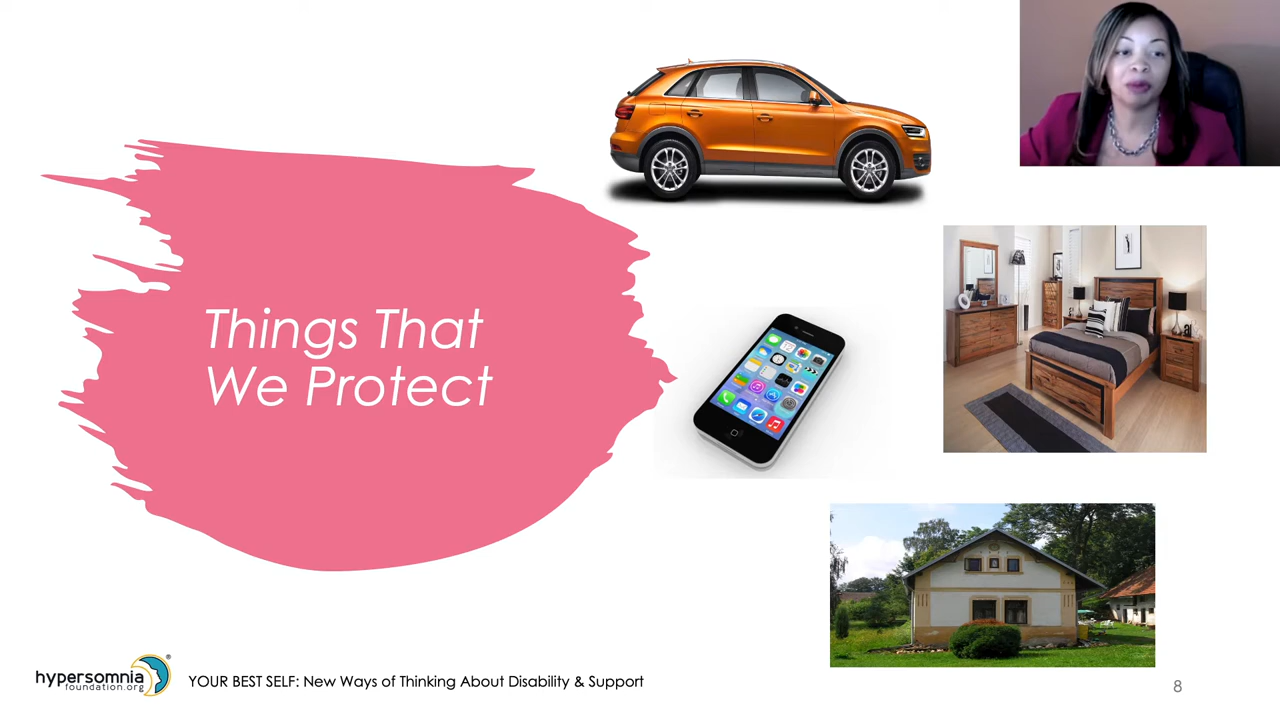 Things That
We Protect
hypersomnia®
foundation.org
YOUR BEST SELF: New Ways of Thinking About Disability & Support
8